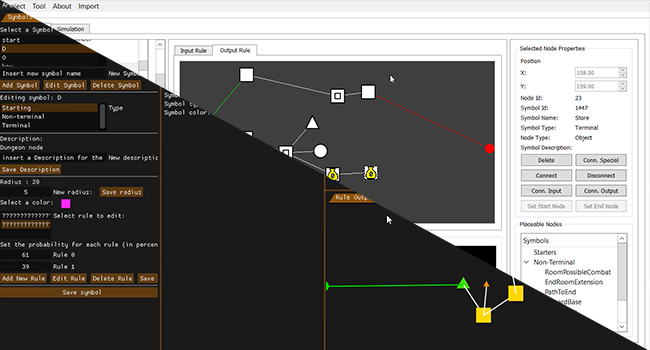 Project Tool About Import
Symbol
Simulation
Select a Symbol
start
D
O
Insert new symbol name New Symbol
Add Symbol Edit Symbol Delete Symbol
Editing symbol: D
Starting
Non-terminal
Terminal
Type
Description:
Dungeon node
insert a Description for the New descriptio
Save Description
Radius : 20
5 New radius: Save radius
Select a color:
???????????????
???????????????
Select rule to edit:
Set the probability for each rule (in percen
61 Rule 0
39 Rule 1
Add New Rule Edit Rule Delete Rule Save
Save symbol
Input Rule Output Rule
Symbol ty
Symbol color:
Rule Outp
Selected Node Properties
Position
X: 108.00
Y: 159.00
Node Id: 23
Symbol Id: 1447
Symbol Name: Store
Symbol Type: Terminal
Node Type: Object
Symbol Description:
Delete Conn. Special
Connect Disconnect
Conn. Input Conn. Output
Set Start Node Set End Node
Placeable Nodes
Symbols
Starters
Non-Terminal
RoomPossibleCombat
EndRoomExtension
PathToEnd
rdBase